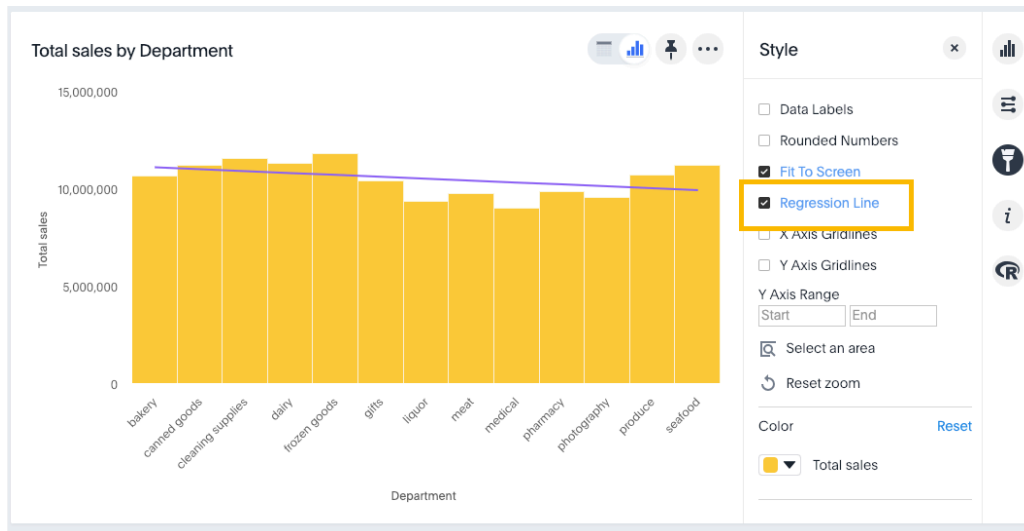 Total sales by Department
15,000,000
10,000,000
5,000,000
0
Total sales
bakery
canned goods
cleaning supplies
dairy
frozen goods
gifts
liquor
meat
medical
pharmacy
photography
produce
seafood
Department
Style
Data Labels
Rounded Numbers
Fit To Screen
Regression Line
X Axis Gridlines
Y Axis Gridlines
Y Axis Range
Start End
Select an area
Reset zoom
Color Reset
Total sales
i
R